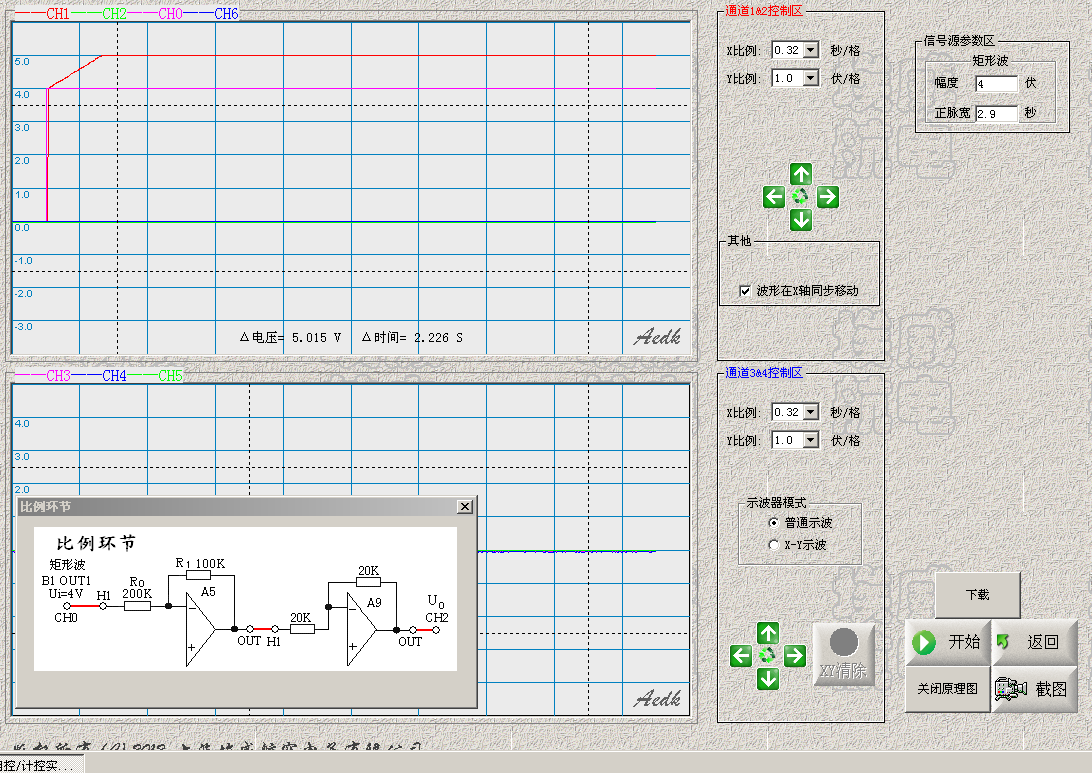 CH1 CH2 CH0 CH6
5.0
4.0
3.0
2.0
1.0
0.0
-1.0
-2.0
-3.0
△电压= 5.015 V △时间= 2.226 S
Aedk
CH3 CH4 CH5
4.0
3.0
2.0
比例环节
比例环节
矩形波
B1 OUT1
Ui=4V
CH0
H1
R0
200K
R1 100K
A5
OUT H1
20K
20K
A9
OUT
U0
CH2
Aedk
通道1&2控制区
X比例: 0.32 秒/格
Y比例: 1.0 伏/格
其他
波形在X轴同步移动
通道3&4控制区
X比例: 0.32 秒/格
Y比例: 1.0 伏/格
示波器模式
普通示波
X-Y示波
XY清除
信号源参数区
矩形波
幅度 4 伏
正脉宽 2.9 秒
下载
开始
返回
关闭原理图
截图
控/计控实...